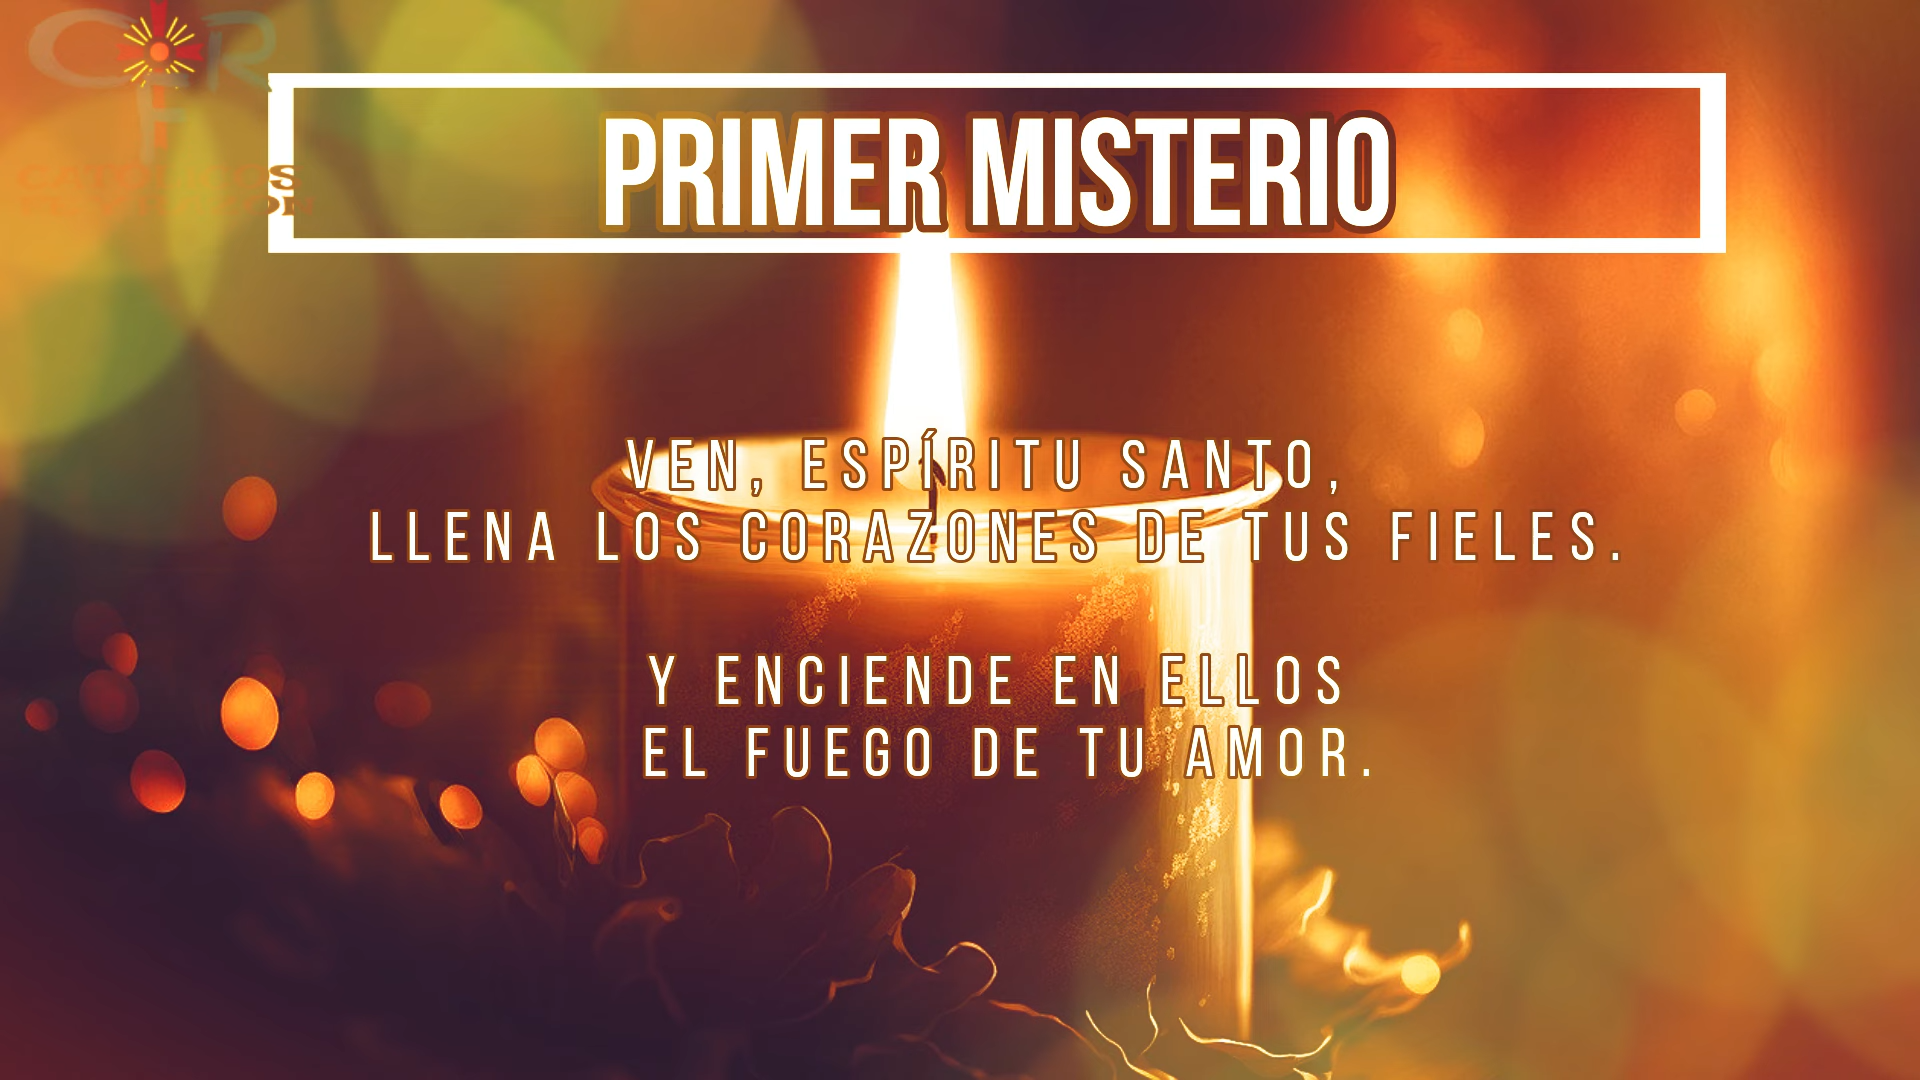 PRIMER MISTERIO
VEN, ESPÍRITU SANTO,
LLENA LOS CORAZONES DE TUS FIELES.
Y ENCIENDE EN ELLOS
EL FUEGO DE TU AMOR.